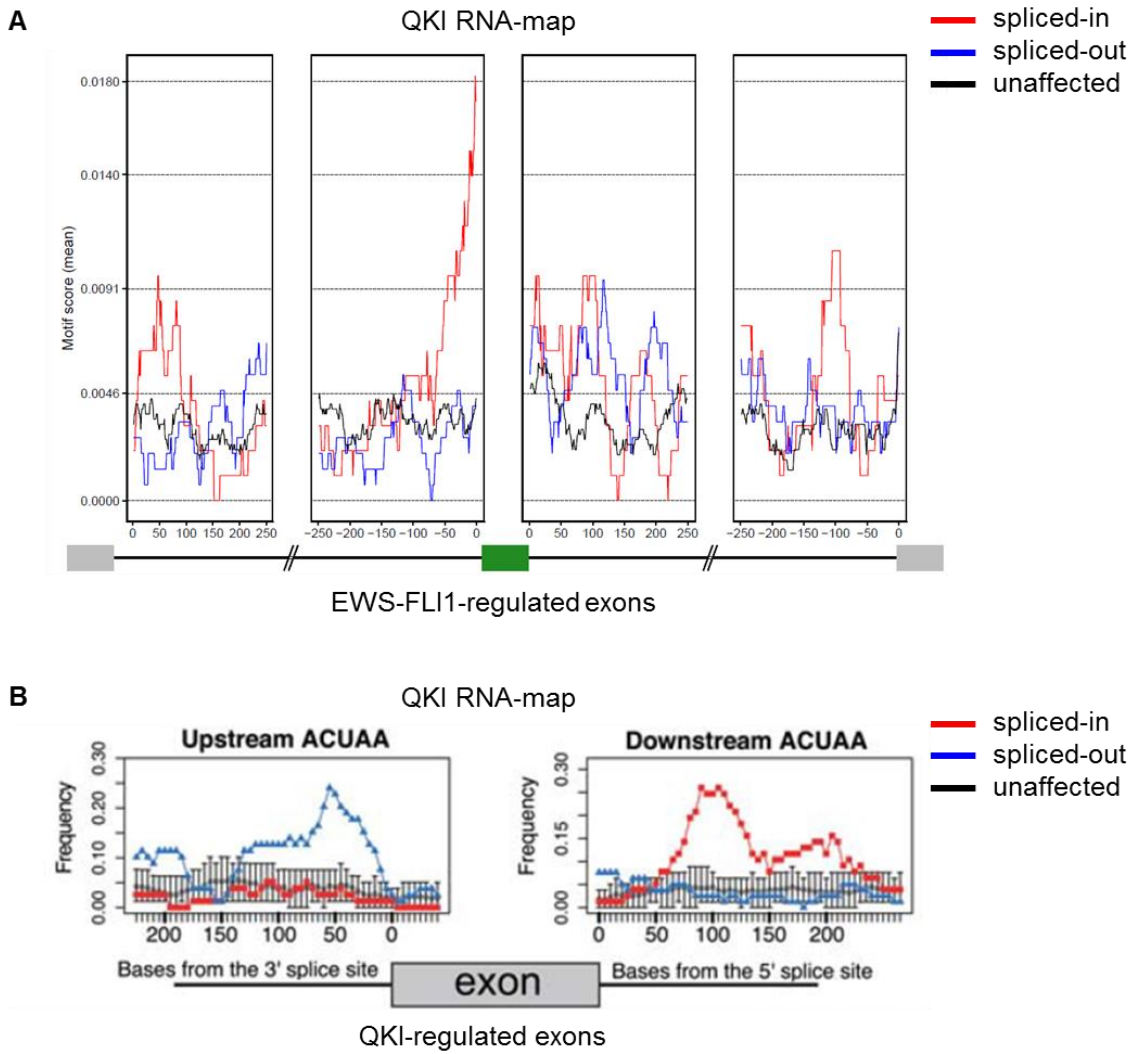 A
QKI RNA-map
spliced-in
spliced-out
unaffected
Motif score (mean)
0.0180
0.0140
0.0091
0.0046
0.0000
0 50 100 150 200 250
−250 −200 −150 −100 −50 0
0 50 100 150 200 250
−250 −200 −150 −100 −50 0
EWS-FLI1-regulated exons
B
QKI RNA-map
spliced-in
spliced-out
unaffected
Upstream ACUAA
Frequency
0.30
0.20
0.10
0.00
200 150 100 50 0
Bases from the 3' splice site
Downstream ACUAA
Frequency
0.30
0.15
0.00
0 50 100 150 200
Bases from the 5' splice site
exon
QKI-regulated exons